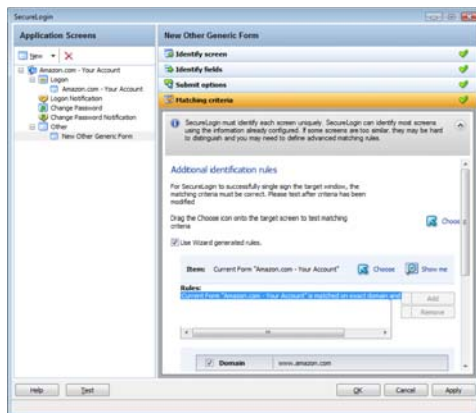 SecureLogin
Application Screens
New
Amazon.com - Your Account
Logon
Amazon.com - Your Account
Logon Notification
Change Password
Change Password Notification
Other
New Other Generic Form
New Other Generic Form
Identify screen
Identify fields
Submit options
Matching criteria
SecureLogin must identify each screen uniquely. SecureLogin can identify most screens
using the information already configured. If some screens are too similar, they may be hard
to distinguish and you may need to define advanced matching rules.
Additional identification rules
For SecureLogin to successfully single sign the target window, the
matching criteria must be correct. Please test after criteria has been
modified
Drag the Choose icon onto the target screen to test matching
criteria
Choos
Use Wizard generated rules.
Item: Current Form "Amazon.com - Your Account"
Choose
Show me
Rules:
Current Form "Amazon.com - Your Account" is matched on exact domain and
Add
Remove
Domain
www.amazon.com
Help
Test
OK
Cancel
Apply